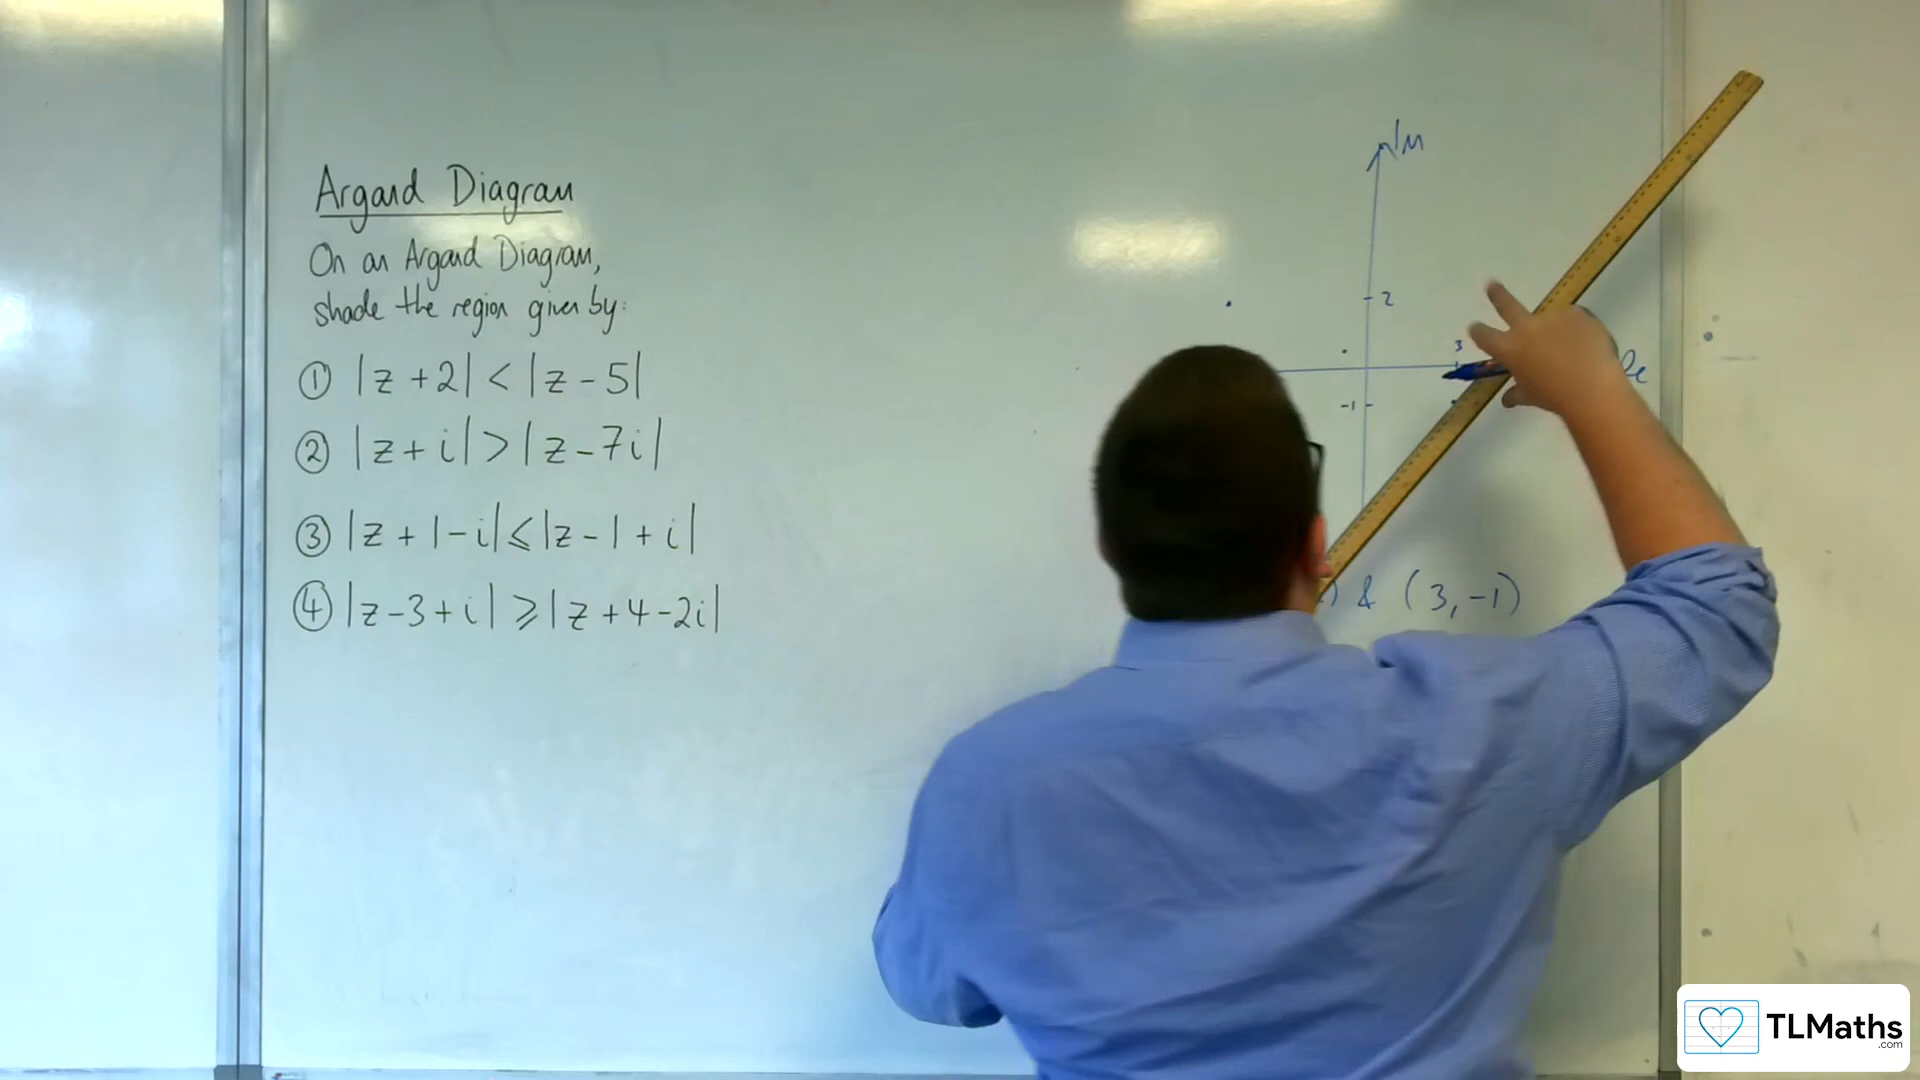 Argand Diagram
On an Argand Diagram,
shade the region given by:
① |z + 2| < |z - 5|
② |z + i| > |z - 7i|
③ |z + 1 - i| ⩽ |z - 1 + i|
④ |z - 3 + i| ⩾ |z + 4 - 2i|
Im
2
3
Re
-1
) & (3, -1)
TLMaths
.com